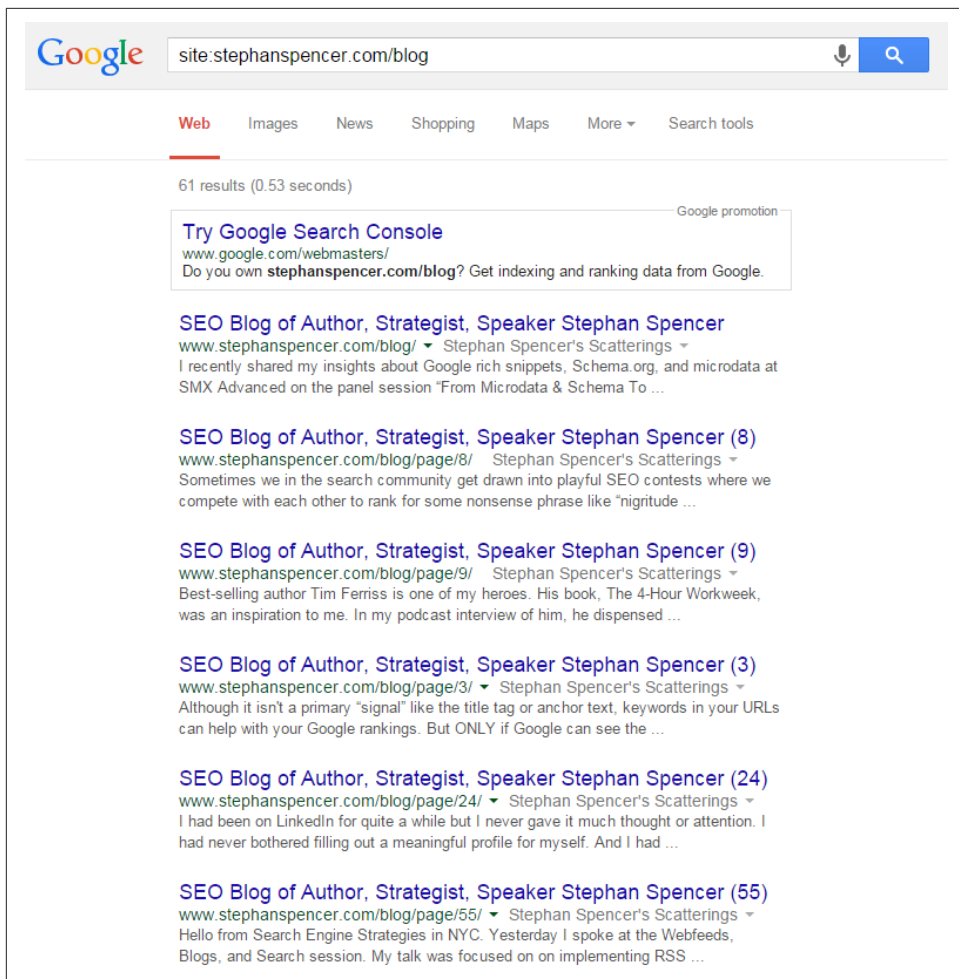 Google site:stephanspencer.com/blog
Web Images News Shopping Maps More Search tools
61 results (0.53 seconds)
Google promotion
Try Google Search Console
www.google.com/webmasters/
Do you own stephanspencer.com/blog? Get indexing and ranking data from Google.
SEO Blog of Author, Strategist, Speaker Stephan Spencer
www.stephanspencer.com/blog/ Stephan Spencer's Scatterings
I recently shared my insights about Google rich snippets, Schema.org, and microdata at
SMX Advanced on the panel session “From Microdata & Schema To ...
SEO Blog of Author, Strategist, Speaker Stephan Spencer (8)
www.stephanspencer.com/blog/page/8/ Stephan Spencer's Scatterings
Sometimes we in the search community get drawn into playful SEO contests where we
compete with each other to rank for some nonsense phrase like “nigritude ...
SEO Blog of Author, Strategist, Speaker Stephan Spencer (9)
www.stephanspencer.com/blog/page/9/ Stephan Spencer's Scatterings
Best-selling author Tim Ferriss is one of my heroes. His book, The 4-Hour Workweek,
was an inspiration to me. In my podcast interview of him, he dispensed ...
SEO Blog of Author, Strategist, Speaker Stephan Spencer (3)
www.stephanspencer.com/blog/page/3/ Stephan Spencer's Scatterings
Although it isn't a primary “signal” like the title tag or anchor text, keywords in your URLs
can help with your Google rankings. But ONLY if Google can see the ...
SEO Blog of Author, Strategist, Speaker Stephan Spencer (24)
www.stephanspencer.com/blog/page/24/ Stephan Spencer's Scatterings
I had been on LinkedIn for quite a while but I never gave it much thought or attention. I
had never bothered filling out a meaningful profile for myself. And I had ...
SEO Blog of Author, Strategist, Speaker Stephan Spencer (55)
www.stephanspencer.com/blog/page/55/ Stephan Spencer's Scatterings
Hello from Search Engine Strategies in NYC. Yesterday I spoke at the Webfeeds,
Blogs, and Search session. My talk was focused on on implementing RSS ...